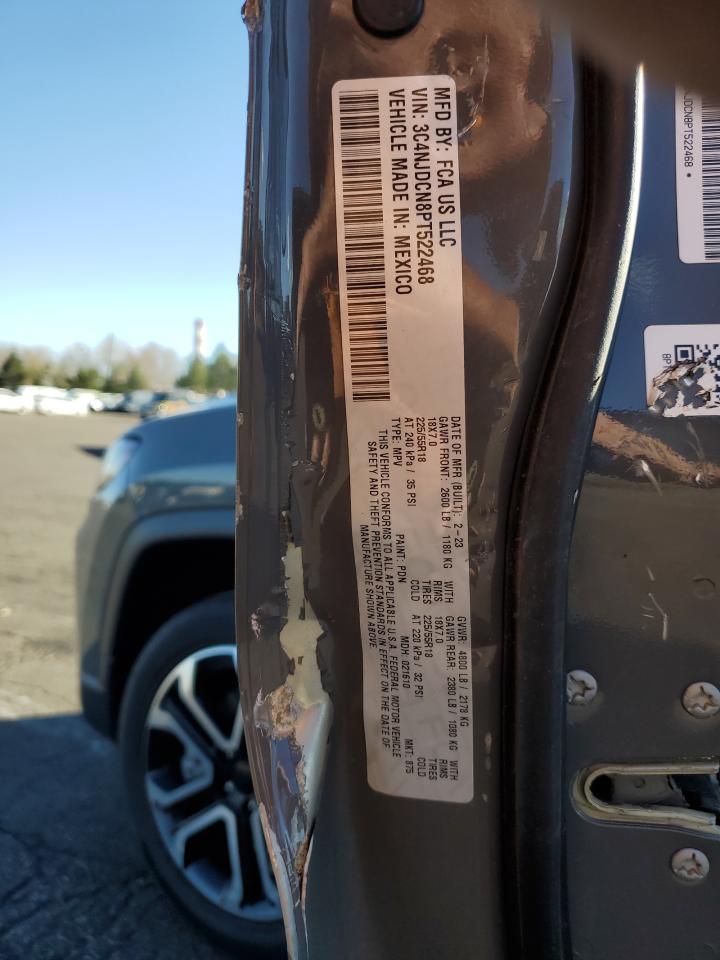 MFD BY: FCA US LLC
VIN: 3C4NJDCN8PT522468
VEHICLE MADE IN: MEXICO
DATE OF MFR (BUILT): 2-23 GVWR: 4800 LB / 2178 KG
GAWR FRONT: 2600 LB / 1180 KG WITH GAWR REAR: 2380 LB / 1080 KG WITH
18X7.0 RIMS 18X7.0 RIMS
225/55R18 TIRES 225/55R18 TIRES
AT 240 kPa / 35 PSI COLD AT 220 kPa / 32 PSI COLD
TYPE: MPV PAINT: PDN MDH: 021610 MKT: 875
THIS VEHICLE CONFORMS TO ALL APPLICABLE U.S.A. FEDERAL MOTOR VEHICLE
SAFETY AND THEFT PREVENTION STANDARDS IN EFFECT ON THE DATE OF
MANUFACTURE SHOWN ABOVE.
JDCN8PT522468 •
8PT